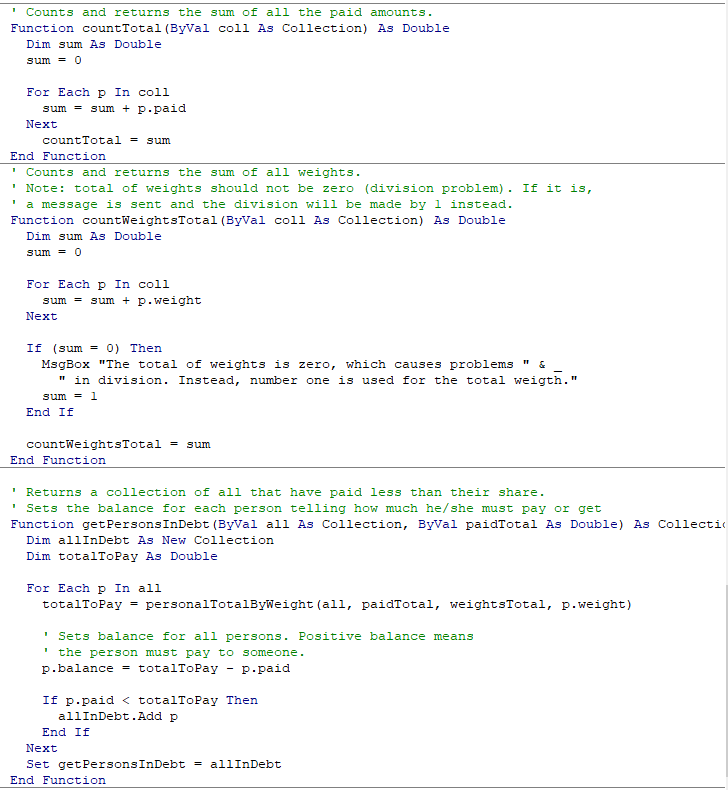 ' Counts and returns the sum of all the paid amounts.
Function countTotal(ByVal coll As Collection) As Double
Dim sum As Double
sum = 0
For Each p In coll
sum = sum + p.paid
Next
countTotal = sum
End Function
' Counts and returns the sum of all weights.
' Note: total of weights should not be zero (division problem). If it is,
' a message is sent and the division will be made by 1 instead.
Function countWeightsTotal(ByVal coll As Collection) As Double
Dim sum As Double
sum = 0
For Each p In coll
sum = sum + p.weight
Next
If (sum = 0) Then
MsgBox "The total of weights is zero, which causes problems " & _
" in division. Instead, number one is used for the total weigth."
sum = 1
End If
countWeightsTotal = sum
End Function
' Returns a collection of all that have paid less than their share.
' Sets the balance for each person telling how much he/she must pay or get
Function getPersonsInDebt(ByVal all As Collection, ByVal paidTotal As Double) As Collectio
Dim allInDebt As New Collection
Dim totalToPay As Double
For Each p In all
totalToPay = personalTotalByWeight(all, paidTotal, weightsTotal, p.weight)
' Sets balance for all persons. Positive balance means
' the person must pay to someone.
p.balance = totalToPay - p.paid
If p.paid < totalToPay Then
allInDebt.Add p
End If
Next
Set getPersonsInDebt = allInDebt
End Function